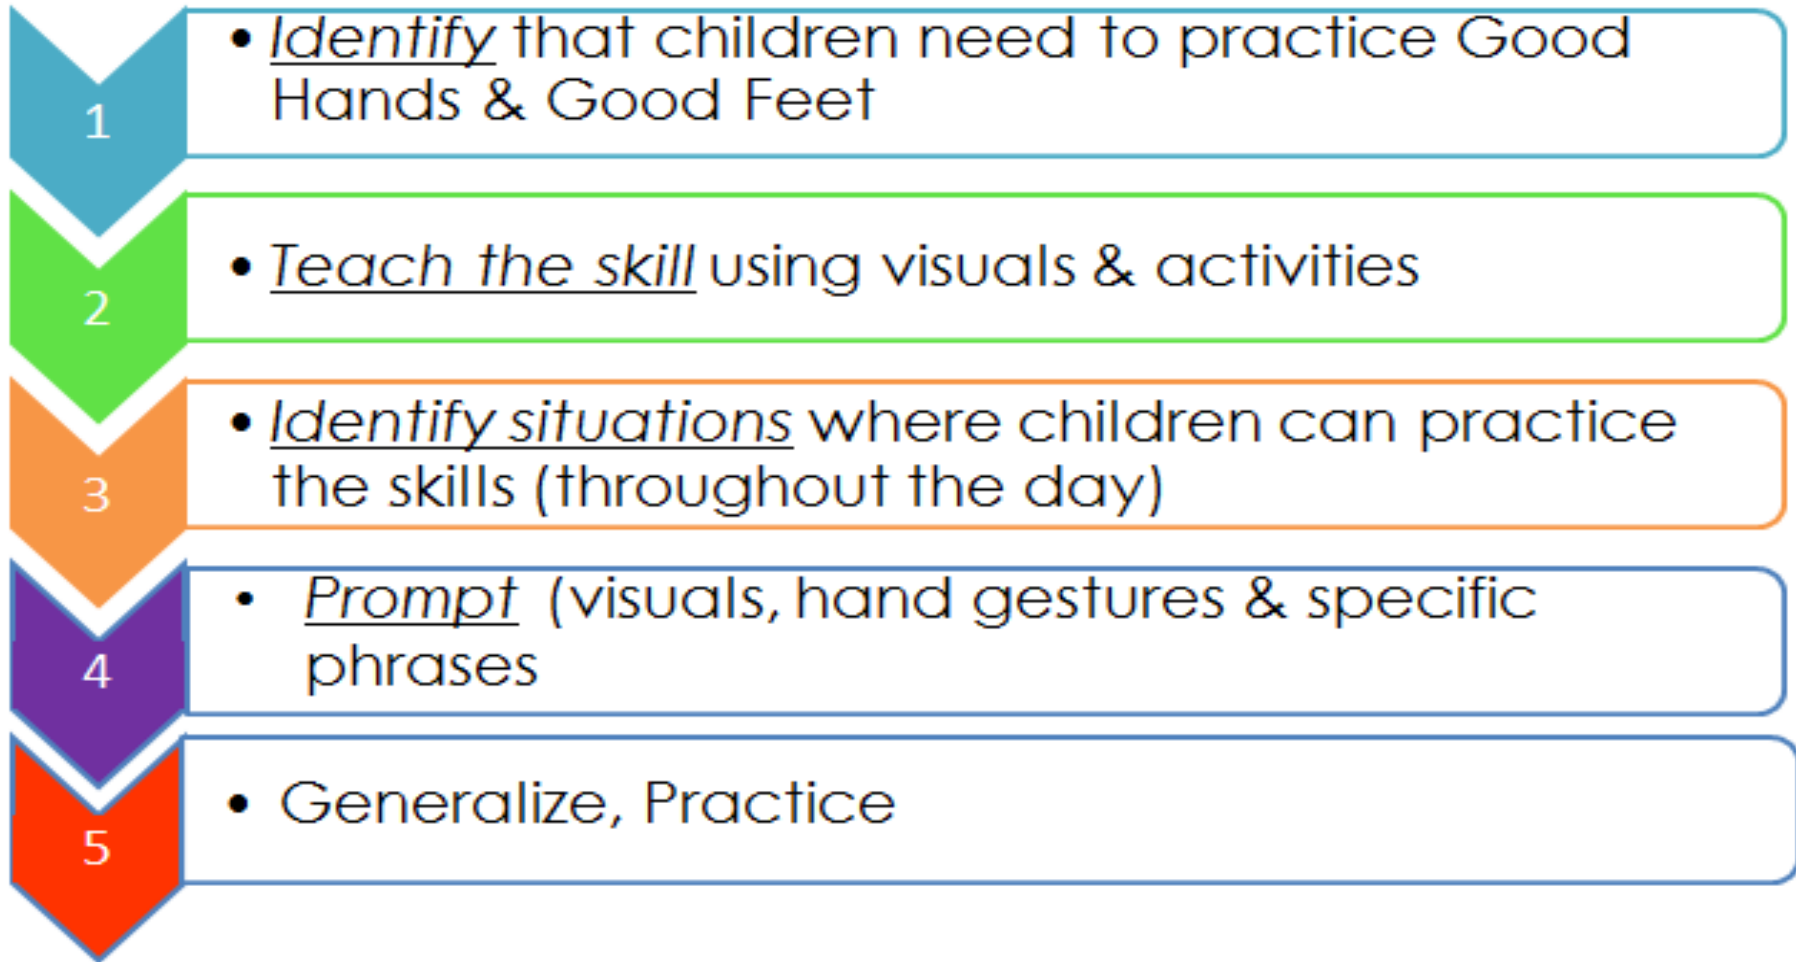 1
• Identify that children need to practice Good
Hands & Good Feet
2
• Teach the skill using visuals & activities
3
• Identify situations where children can practice
the skills (throughout the day)
4
• Prompt (visuals, hand gestures & specific
phrases
5
• Generalize, Practice